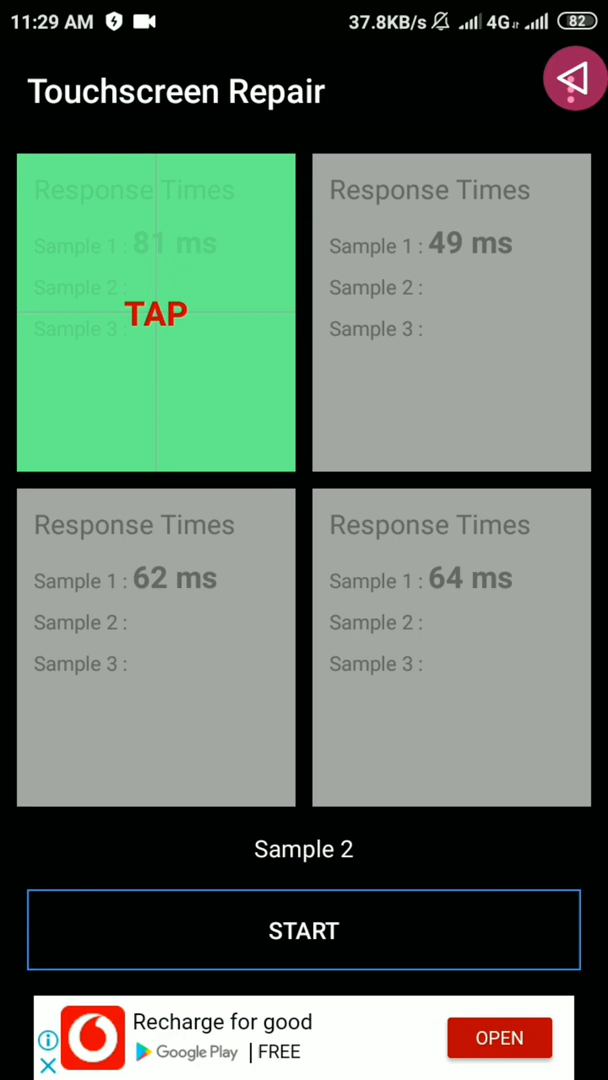 11:29 AM 37.8KB/s 4G 82
Touchscreen Repair
Response Times
Sample 1 : 81 ms
Sample 2 :
TAP
Sample 3 :
Response Times
Sample 1 : 49 ms
Sample 2 :
Sample 3 :
Response Times
Sample 1 : 62 ms
Sample 2 :
Sample 3 :
Response Times
Sample 1 : 64 ms
Sample 2 :
Sample 3 :
Sample 2
START
Recharge for good
Google Play | FREE
OPEN